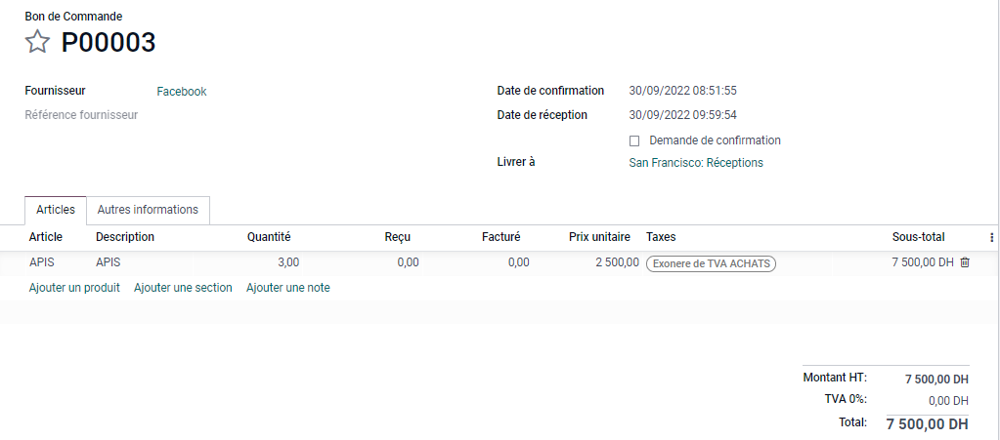 Bon de Commande
P00003
Fournisseur Facebook
Référence fournisseur
Date de confirmation 30/09/2022 08:51:55
Date de réception 30/09/2022 09:59:54
Demande de confirmation
Livrer à San Francisco: Réceptions
Articles Autres informations
Article Description Quantité Reçu Facturé Prix unitaire Taxes Sous-total
APIS APIS 3,00 0,00 0,00 2 500,00 Exonere de TVA ACHATS 7 500,00 DH
Ajouter un produit Ajouter une section Ajouter une note
Montant HT: 7 500,00 DH
TVA 0%: 0,00 DH
Total: 7 500,00 DH